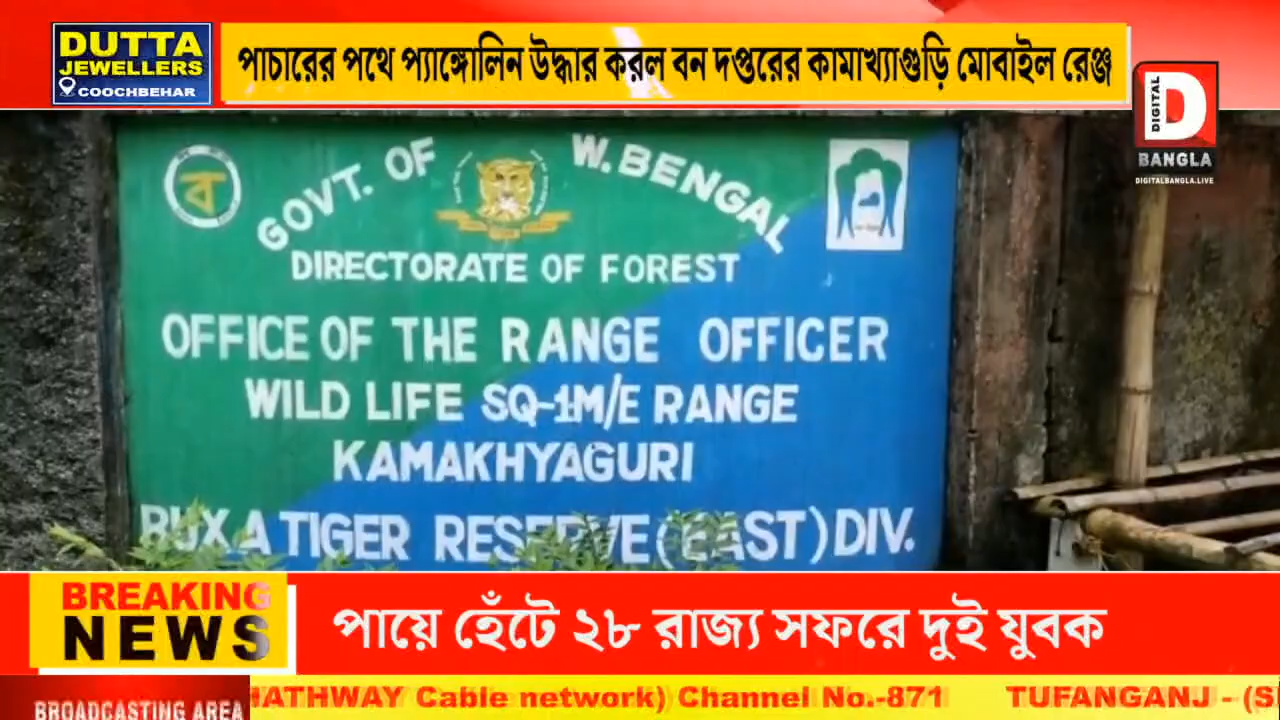 DUTTA
JEWELLERS
COOCHBEHAR
পাচারের পথে প্যাঙ্গোলিন উদ্ধার করল বন দপ্তরের কামাখ্যাগুড়ি মোবাইল রেঞ্জ
DIGITAL
D
BANGLA
DIGITALBANGLA.LIVE
ব
GOVT. OF W. BENGAL
DIRECTORATE OF FOREST
OFFICE OF THE RANGE OFFICER
WILD LIFE SQ-1M/E RANGE
KAMAKHYAGURI
BUXA TIGER RESERVE (EAST) DIV.
BREAKING
NEWS
পায়ে হেঁটে ২৮ রাজ্য সফরে দুই যুবক
BROADCASTING AREA
HATHWAY Cable network) Channel No.-871 TUFANGANJ - (S